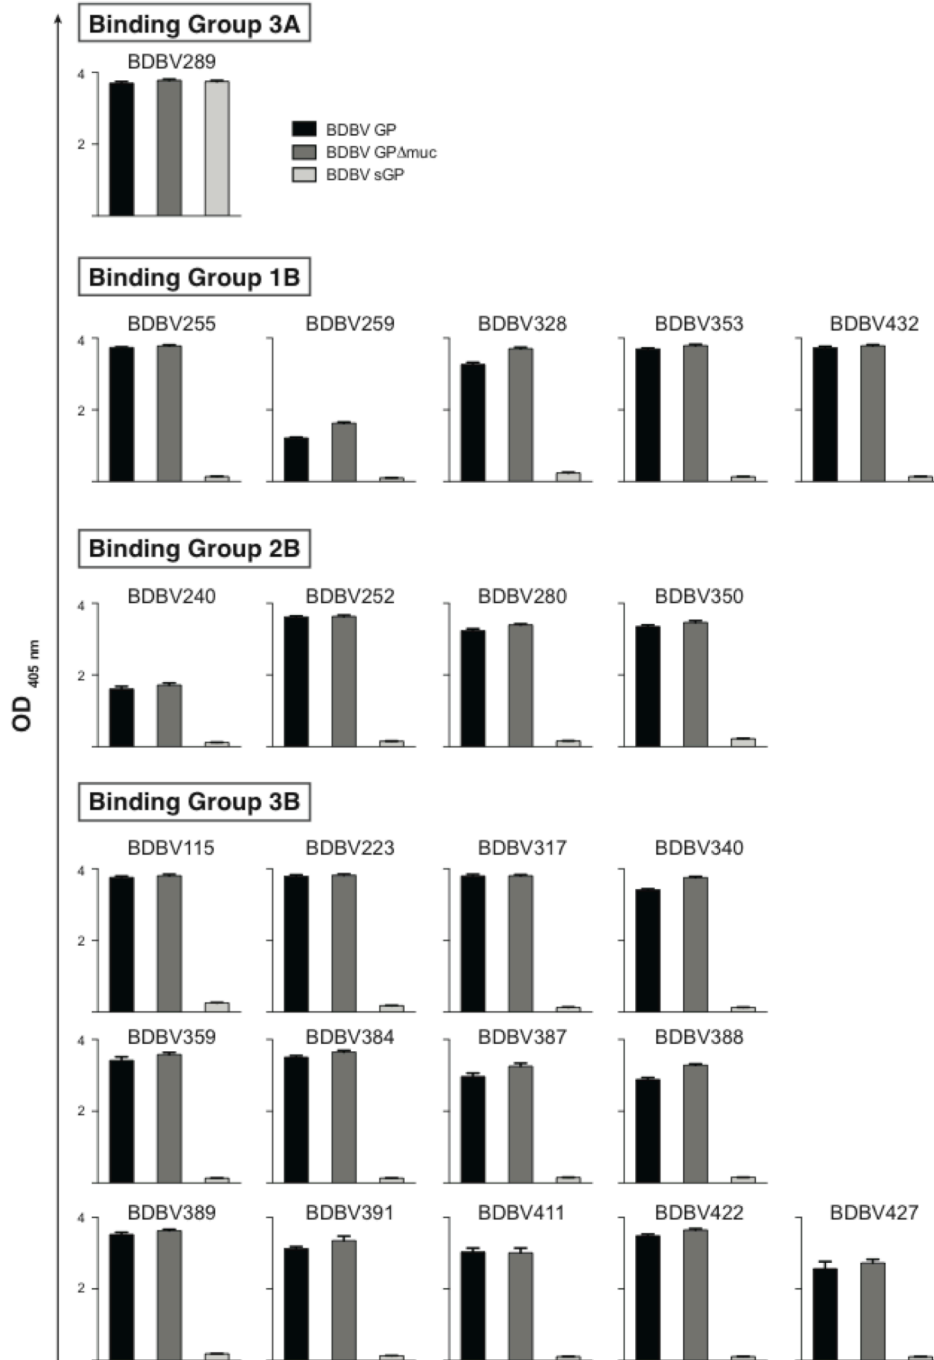 Binding Group 3A
BDBV289
4
2
BDBV GP
BDBV GPΔmuc
BDBV sGP
Binding Group 1B
BDBV255 BDBV259 BDBV328 BDBV353 BDBV432
4
2
Binding Group 2B
BDBV240 BDBV252 BDBV280 BDBV350
4
2
OD 405 nm
Binding Group 3B
BDBV115 BDBV223 BDBV317 BDBV340
4
2
BDBV359 BDBV384 BDBV387 BDBV388
4
2
BDBV389 BDBV391 BDBV411 BDBV422 BDBV427
4
2